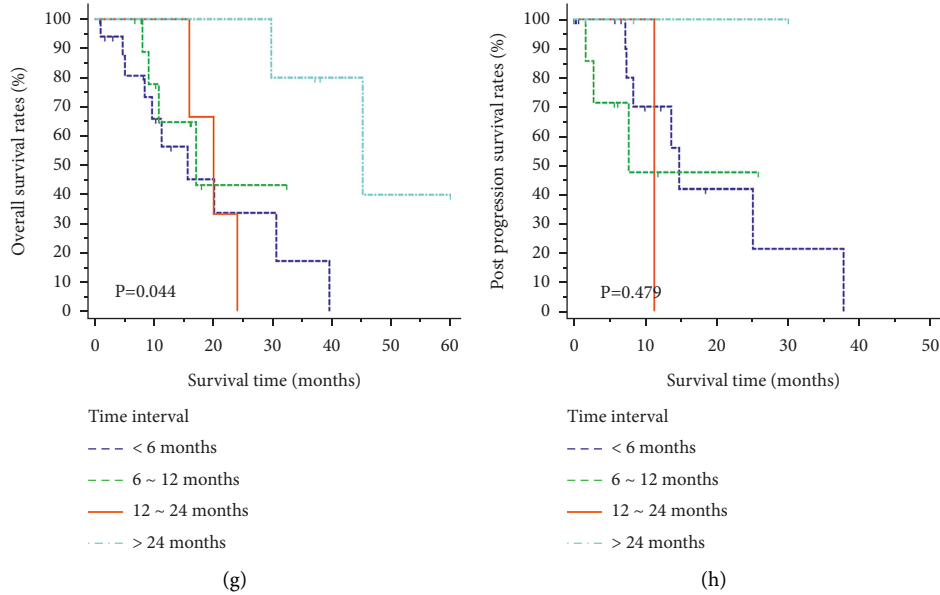 Overall survival rates (%)
100
90
80
70
60
50
40
30
20
10
0
P=0.044
0 10 20 30 40 50 60
Survival time (months)
Time interval
< 6 months
6 ~ 12 months
12 ~ 24 months
> 24 months
(g)
Post progression survival rates (%)
100
90
80
70
60
50
40
30
20
10
0
P=0.479
0 10 20 30 40 50
Survival time (months)
Time interval
< 6 months
6 ~ 12 months
12 ~ 24 months
> 24 months
(h)